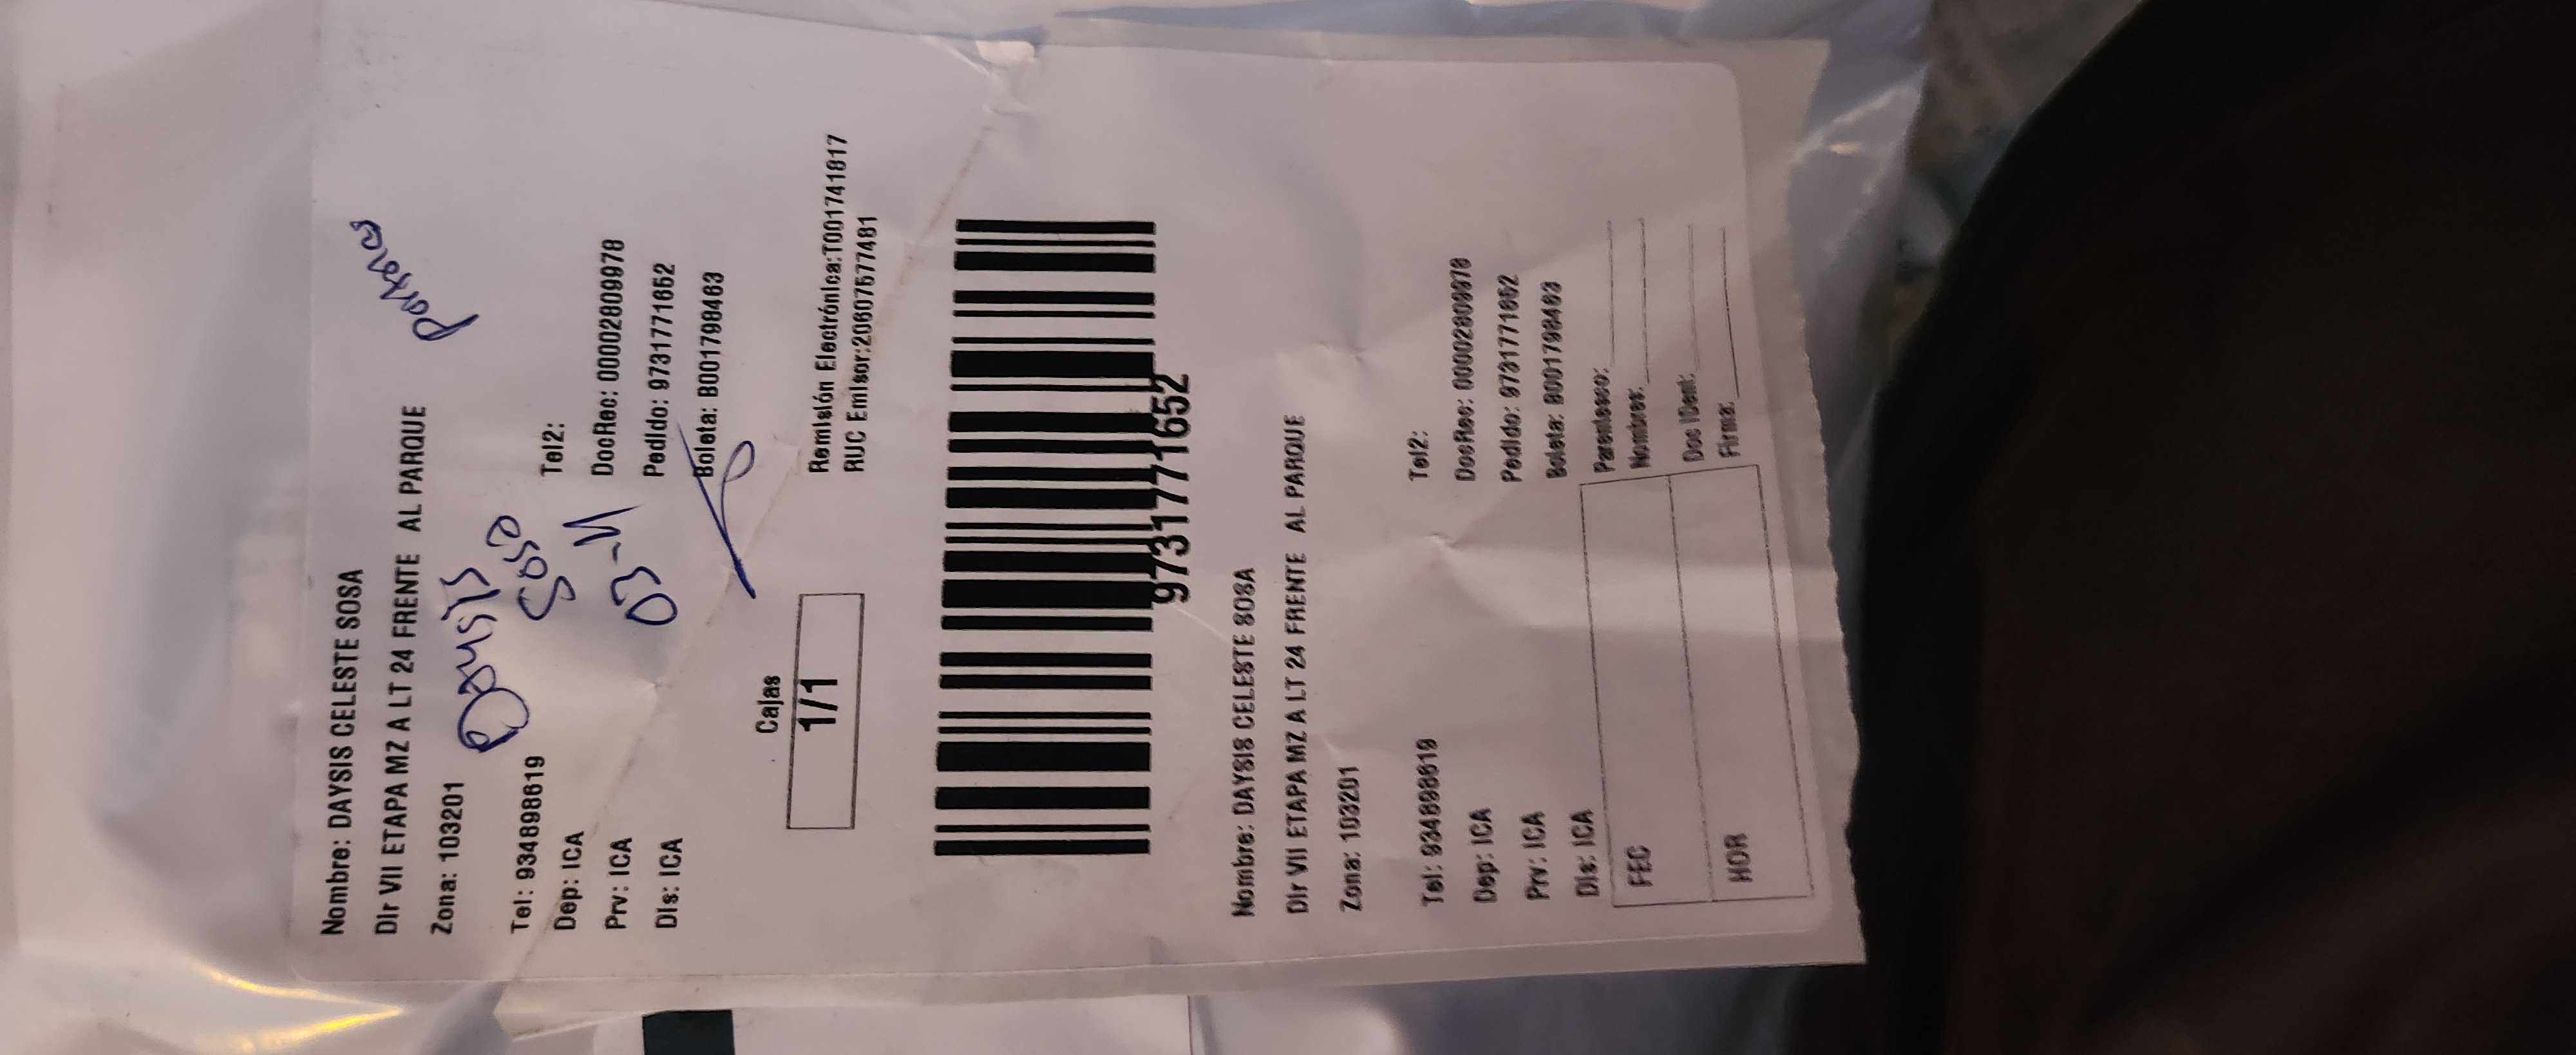 Nombre: DAYSIS CELESTE SOSA
Dir VII ETAPA MZ A LT 24 FRENTE AL PARQUE
Zona: 103201
Daysis
Sosa
03-M
Tel: 934898619
Tel2:
Dep: ICA
DocRec: 00002809978
Prv: ICA
Pedido: 9731771652
Dis: ICA
Boleta: B001798463
Cajas
1/1
Remisión Electrónica:T001741817
RUC Emisor:20607577481
9731771652
Nombre: DAYSIS CELESTE SOSA
Dir VII ETAPA MZ A LT 24 FRENTE AL PARQUE
Zona: 103201
Tel: 934898619
Tel2:
Dep: ICA
DocRec: 00002809978
Prv: ICA
Pedido: 9731771652
Dis: ICA
Boleta: B001798463
FEC
HOR
Parentesco:
Nombres:
Doc IDent:
Firma: